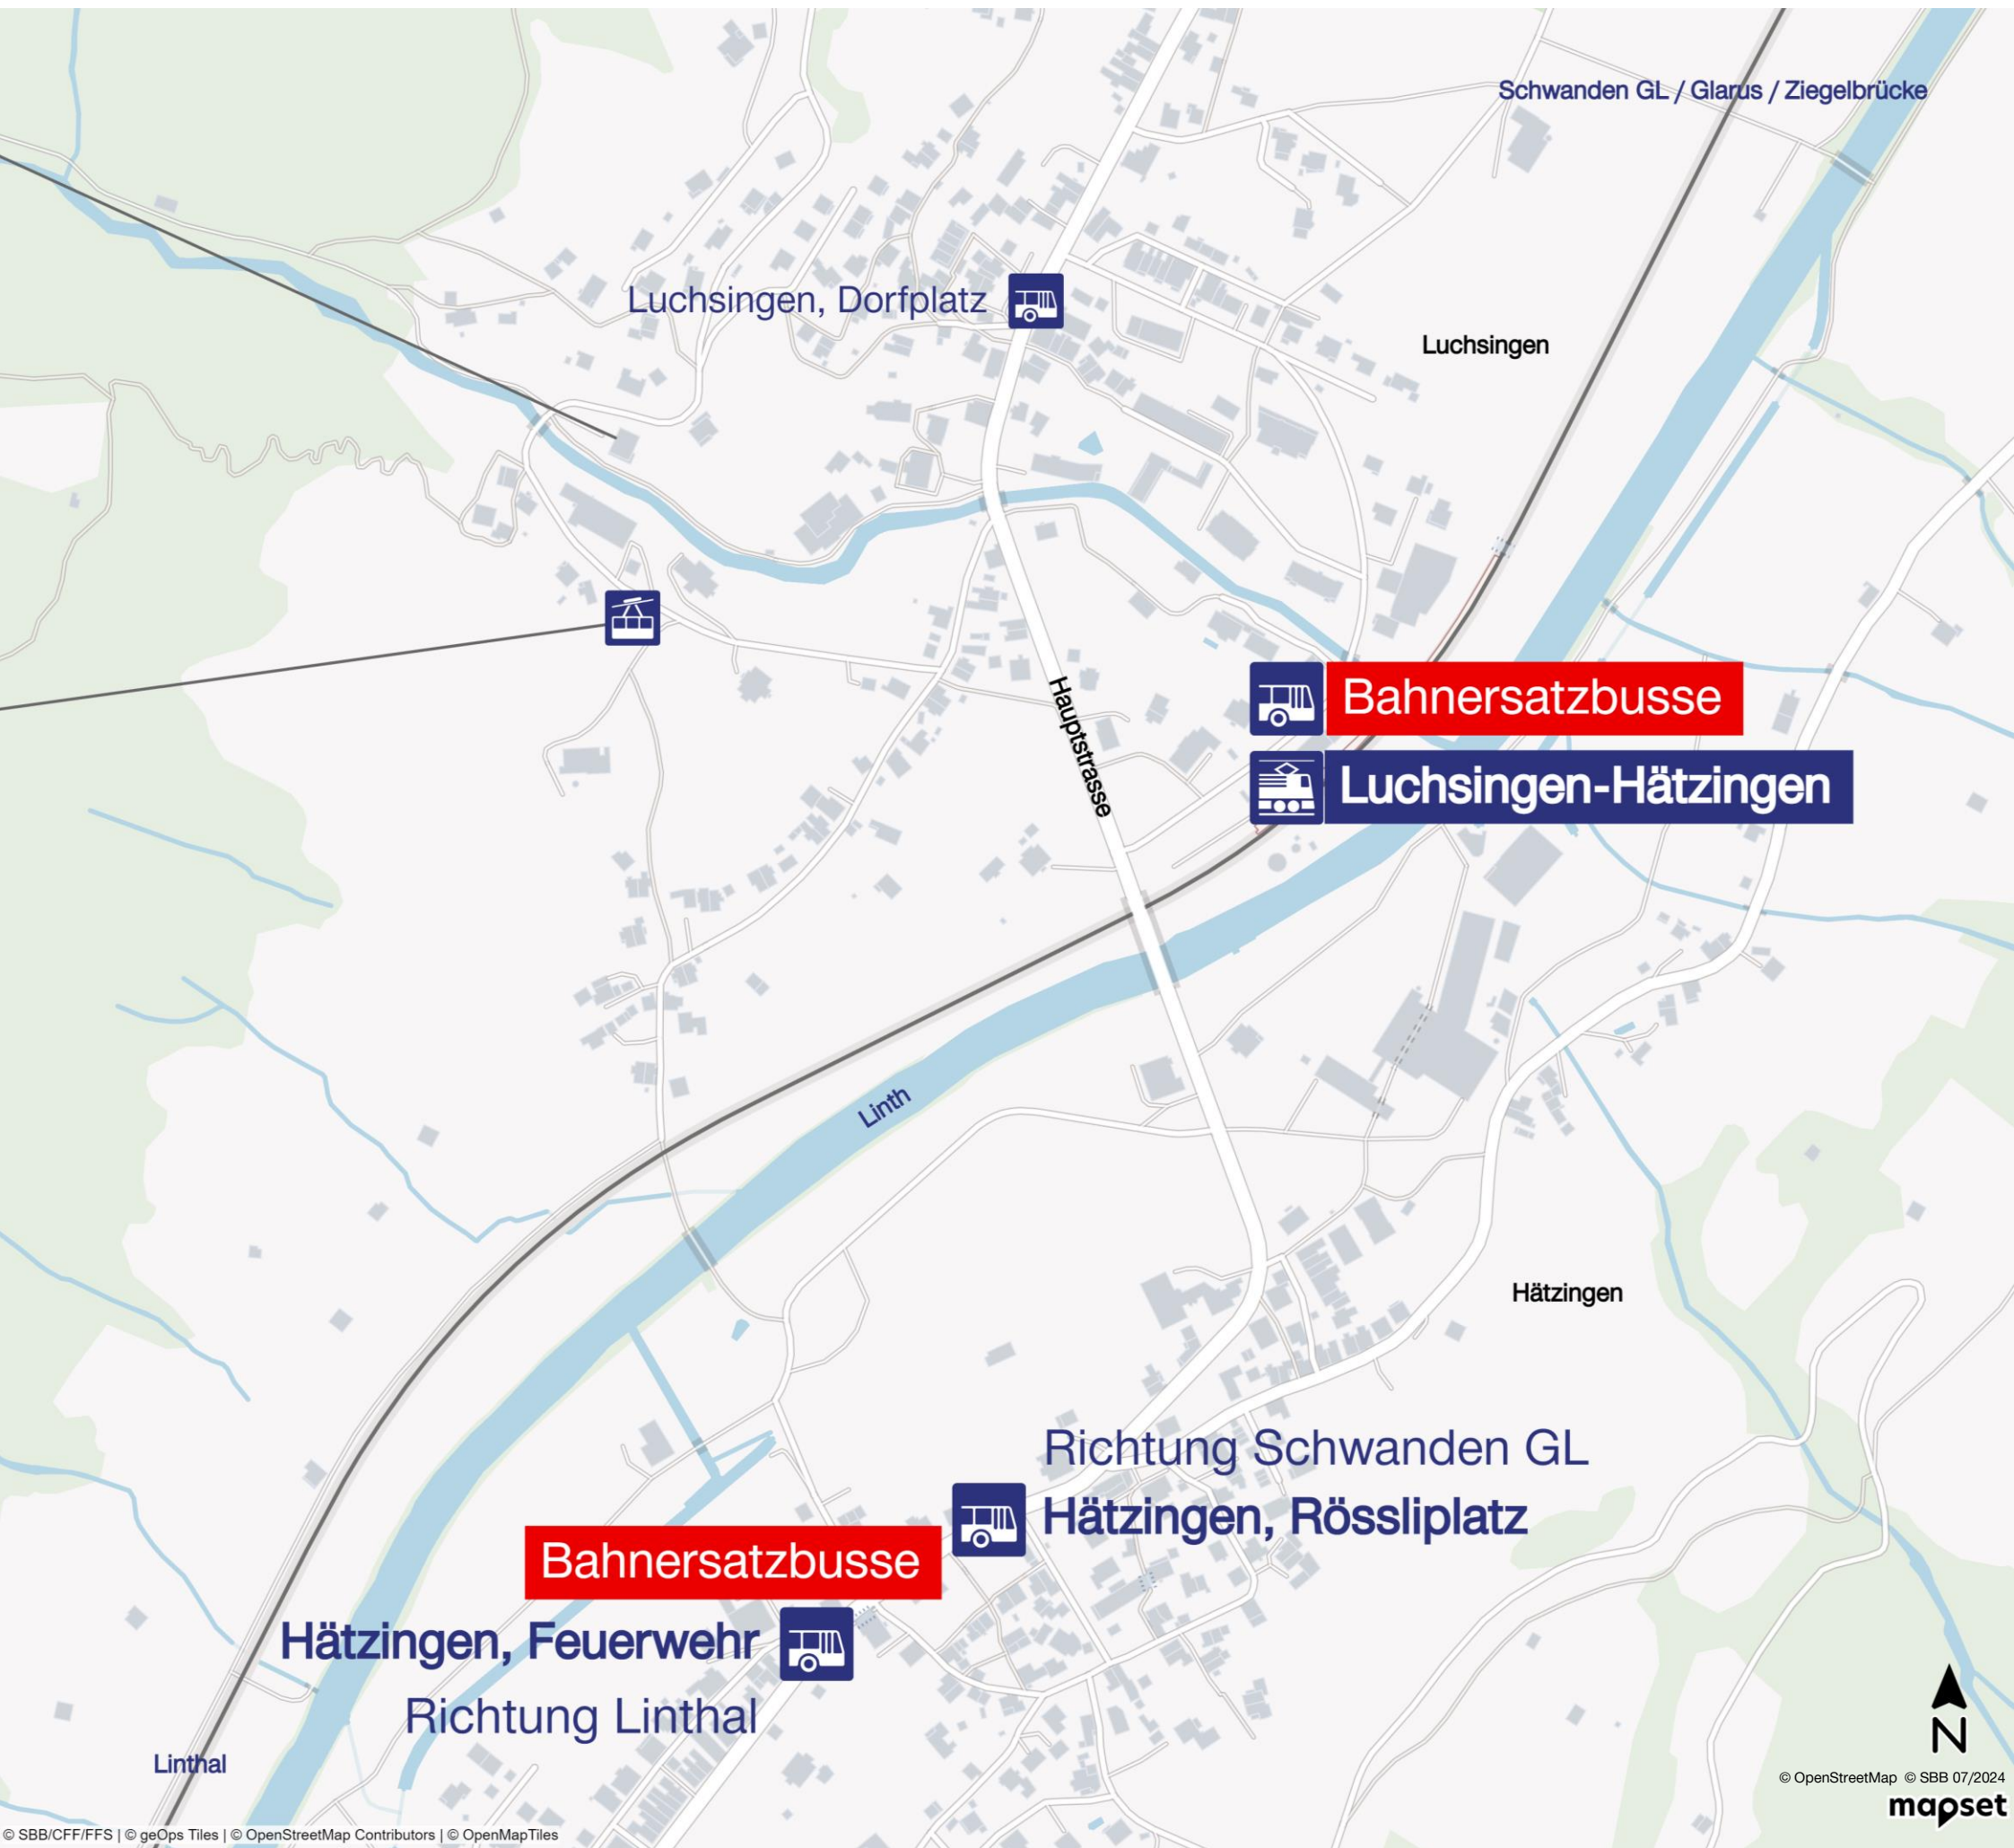 Schwanden GL / Glarus / Ziegelbrücke
Luchsingen, Dorfplatz
Luchsingen
Hauptstrasse
Bahnersatzbusse
Luchsingen-Hätzingen
Linth
Hätzingen
Richtung Schwanden GL
Hätzingen, Rössliplatz
Bahnersatzbusse
Hätzingen, Feuerwehr
Richtung Linthal
Linthal
N
© OpenStreetMap © SBB 07/2024
mapset
© SBB/CFF/FFS | © geOps Tiles | © OpenStreetMap Contributors | © OpenMapTiles